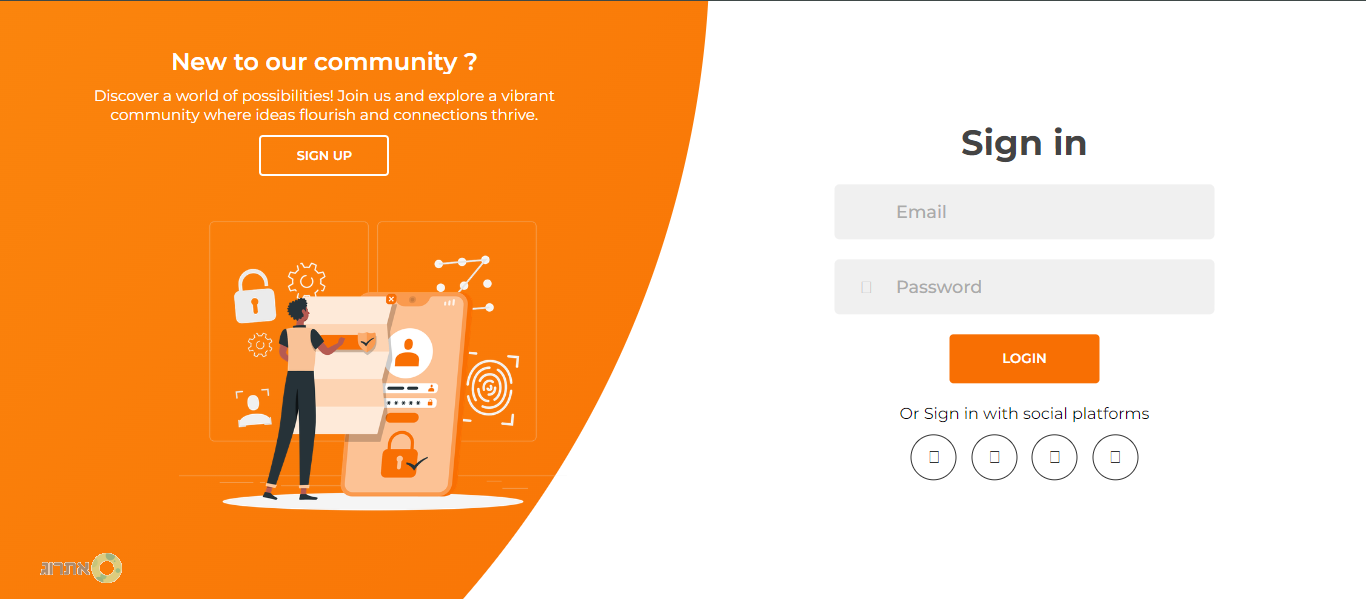 New to our community ?
Discover a world of possibilities! Join us and explore a vibrant
community where ideas flourish and connections thrive.
SIGN UP
אתרוג
Sign in
Email
Password
LOGIN
Or Sign in with social platforms